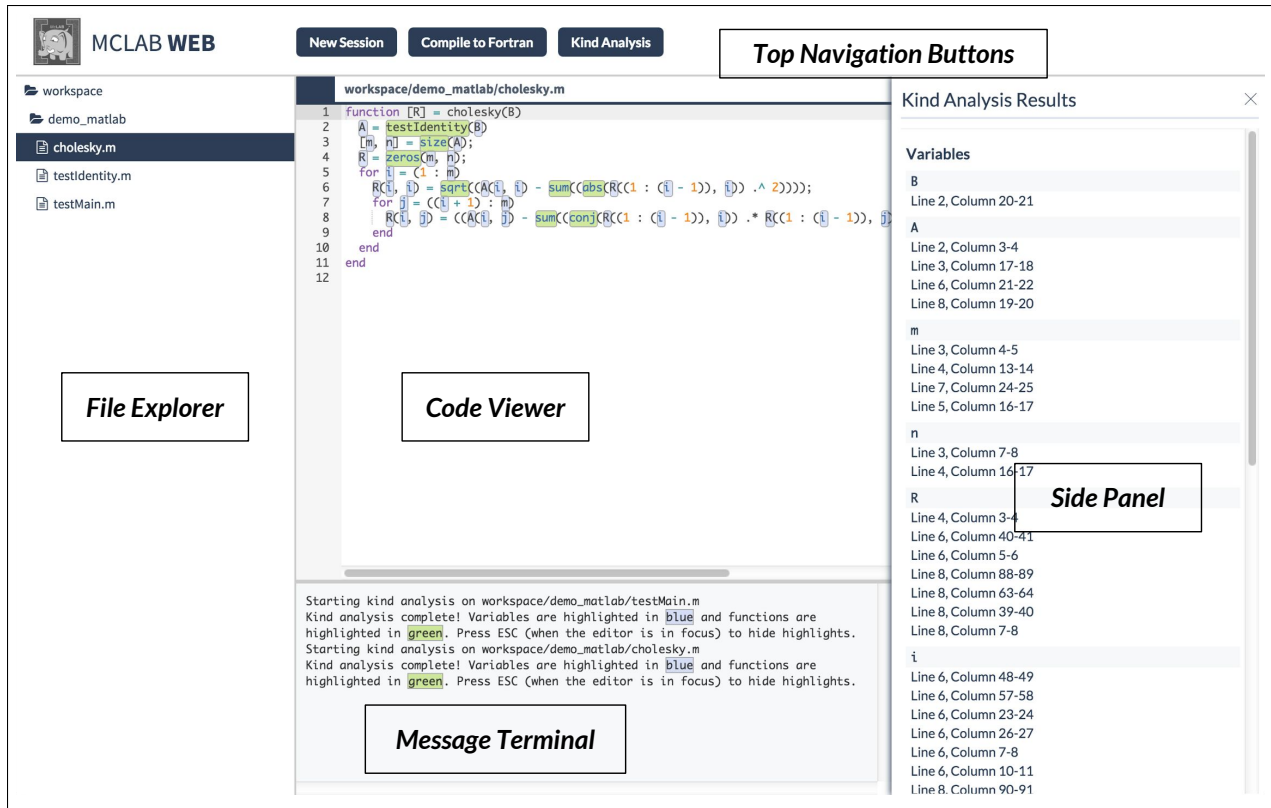 MCLAB WEB
New Session
Compile to Fortran
Kind Analysis
Top Navigation Buttons
workspace
demo_matlab
cholesky.m
testIdentity.m
testMain.m
File Explorer
workspace/demo_matlab/cholesky.m
1 function [R] = cholesky(B)
2 A = testIdentity(B)
3 [m, n] = size(A);
4 R = zeros(m, n);
5 for i = (1 : m)
6 R(i, i) = sqrt((A(i, i) - sum((abs(R((1 : (i - 1)), i)) .^ 2))));
7 for j = ((i + 1) : m)
8 R(i, j) = ((A(i, j) - sum((conj(R((1 : (i - 1)), i)) .* R((1 : (i - 1)), j)
9 end
10 end
11 end
12
Code Viewer
Starting kind analysis on workspace/demo_matlab/testMain.m
Kind analysis complete! Variables are highlighted in blue and functions are
highlighted in green. Press ESC (when the editor is in focus) to hide highlights.
Starting kind analysis on workspace/demo_matlab/cholesky.m
Kind analysis complete! Variables are highlighted in blue and functions are
highlighted in green. Press ESC (when the editor is in focus) to hide highlights.
Message Terminal
Kind Analysis Results
Variables
B
Line 2, Column 20-21
A
Line 2, Column 3-4
Line 3, Column 17-18
Line 6, Column 21-22
Line 8, Column 19-20
m
Line 3, Column 4-5
Line 4, Column 13-14
Line 7, Column 24-25
Line 5, Column 16-17
n
Line 3, Column 7-8
Line 4, Column 16-17
R
Line 4, Column 3-4
Line 6, Column 40-41
Line 6, Column 5-6
Line 8, Column 88-89
Line 8, Column 63-64
Line 8, Column 39-40
Line 8, Column 7-8
i
Line 6, Column 48-49
Line 6, Column 57-58
Line 6, Column 23-24
Line 6, Column 26-27
Line 6, Column 7-8
Line 6, Column 10-11
Line 8, Column 90-91
Side Panel